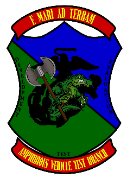 E MARI AD TERRAM
AMPHIBIOUS VEHICLE TEST BRANCH